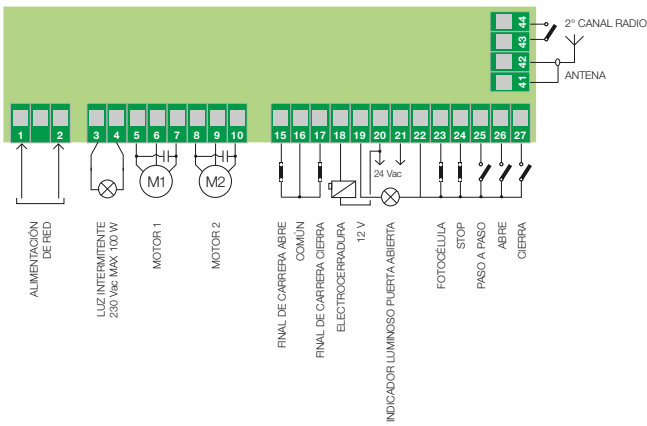 44
43
42
41
2° CANAL RADIO
ANTENA
1
2
3
4
5
6
7
8
9
10
15
16
17
18
19
20
21
22
23
24
25
26
27
M1
M2
24 Vac
ALIMENTACIÓN
DE RED
LUZ INTERMITENTE
230 Vac MAX 100 W
MOTOR 1
MOTOR 2
FINAL DE CARRERA ABRE
COMÚN
FINAL DE CARRERA CIERRA
ELECTROCERRADURA
12 V
INDICADOR LUMINOSO PUERTA ABIERTA
FOTOCÉLULA
STOP
PASO A PASO
ABRE
CIERRA